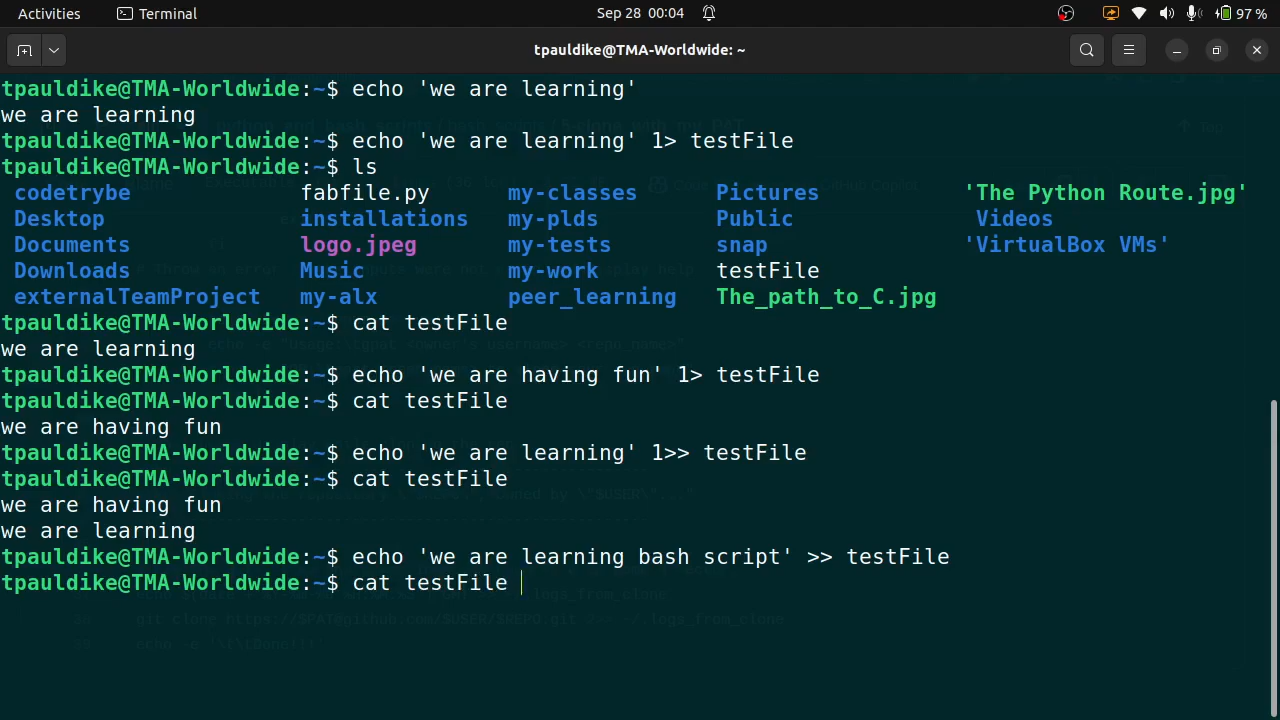 Activities Terminal Sep 28 00:04 97 %
tpauldike@TMA-Worldwide: ~
tpauldike@TMA-Worldwide:~$ echo 'we are learning'
we are learning
tpauldike@TMA-Worldwide:~$ echo 'we are learning' 1> testFile
tpauldike@TMA-Worldwide:~$ ls
codetrybe fabfile.py my-classes Pictures 'The Python Route.jpg'
Desktop installations my-plds Public Videos
Documents logo.jpeg my-tests snap 'VirtualBox VMs'
Downloads Music my-work testFile
externalTeamProject my-alx peer_learning The_path_to_C.jpg
tpauldike@TMA-Worldwide:~$ cat testFile
we are learning
tpauldike@TMA-Worldwide:~$ echo 'we are having fun' 1> testFile
tpauldike@TMA-Worldwide:~$ cat testFile
we are having fun
tpauldike@TMA-Worldwide:~$ echo 'we are learning' 1>> testFile
tpauldike@TMA-Worldwide:~$ cat testFile
we are having fun
we are learning
tpauldike@TMA-Worldwide:~$ echo 'we are learning bash script' >> testFile
tpauldike@TMA-Worldwide:~$ cat testFile